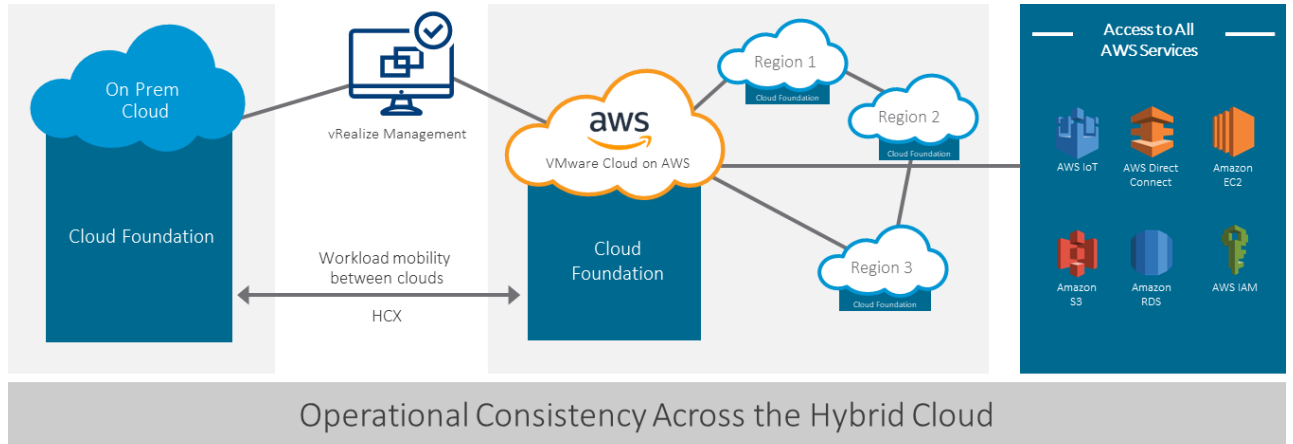 On Prem
Cloud
Cloud Foundation
vRealize Management
Workload mobility
between clouds
HCX
aws
VMware Cloud on AWS
Cloud
Foundation
Region 1
Cloud Foundation
Region 2
Cloud Foundation
Region 3
Cloud Foundation
Access to All
AWS Services
AWS IoT
AWS Direct
Connect
Amazon
EC2
Amazon
S3
Amazon
RDS
AWS IAM
Operational Consistency Across the Hybrid Cloud